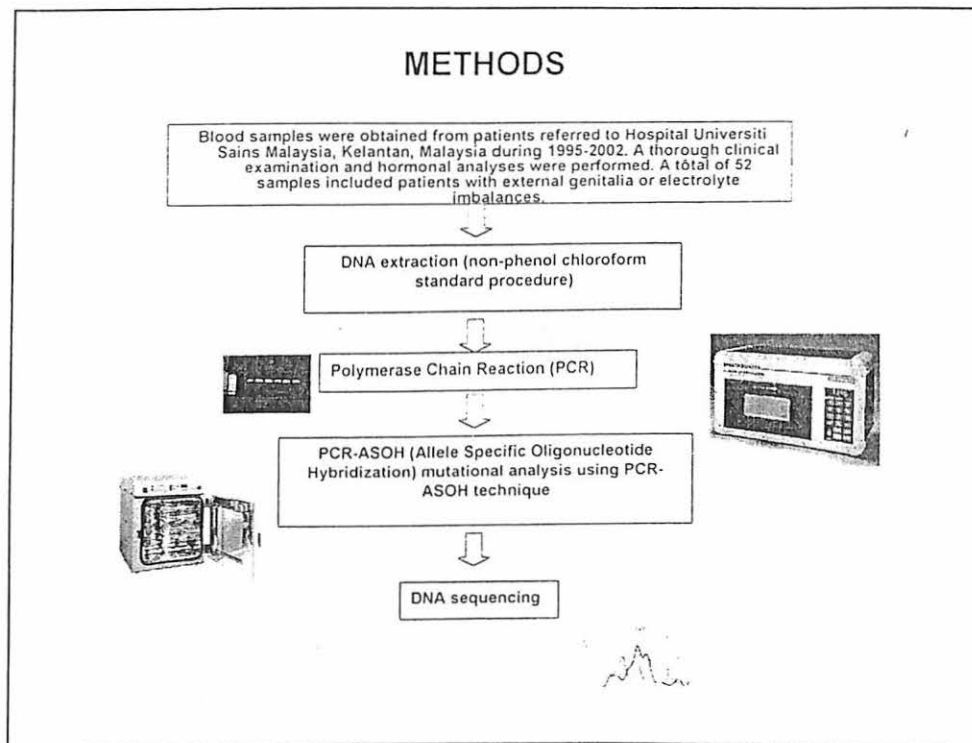 METHODS
Blood samples were obtained from patients referred to Hospital Universiti
Sains Malaysia, Kelantan, Malaysia during 1995-2002. A thorough clinical
examination and hormonal analyses were performed. A total of 52
samples included patients with external genitalia or electrolyte
imbalances.
DNA extraction (non-phenol chloroform
standard procedure)
Polymerase Chain Reaction (PCR)
PCR-ASOH (Allele Specific Oligonucleotide
Hybridization) mutational analysis using PCR-
ASOH technique
DNA sequencing